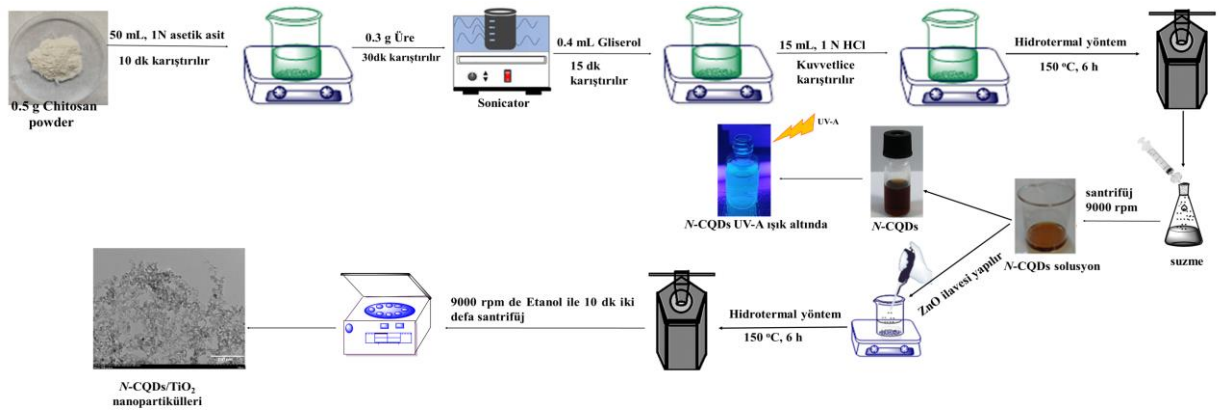 50 mL, 1N asetik asit
10 dk karıştırılır
0.5 g Chitosan
powder
0.3 g Üre
30dk karıştırılır
Sonicator
0.4 mL Gliserol
15 dk
karıştırılır
15 mL, 1 N HCl
Kuvvetlice
karıştırılır
Hidrotermal yöntem
150 °C, 6 h
suzme
santrifüj
9000 rpm
N-CQDs solusyon
N-CQDs
UV-A
N-CQDs UV-A ışık altında
ZnO ilavesi yapılır
Hidrotermal yöntem
150 °C, 6 h
9000 rpm de Etanol ile 10 dk iki
defa santrifüj
N-CQDs/TiO₂
nanopartikülleri